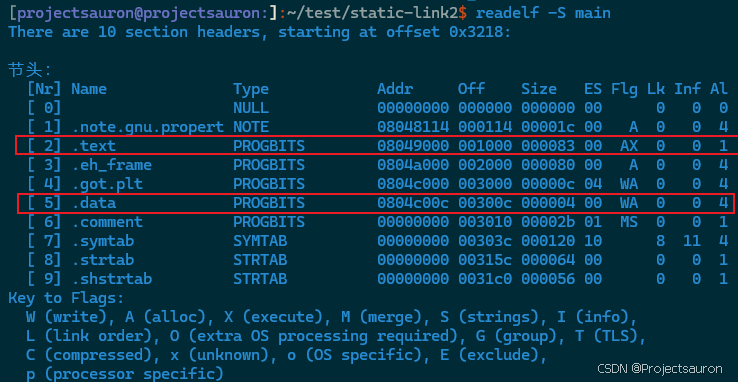 [projectsauron@projectsauron:]:~/test/static-link2$ readelf -S main
There are 10 section headers, starting at offset 0x3218:
节头：
[Nr] Name Type Addr Off Size ES Flg Lk Inf Al
[ 0] NULL 00000000 000000 000000 00 0 0 0
[ 1] .note.gnu.propert NOTE 08048114 000114 00001c 00 A 0 0 4
[ 2] .text PROGBITS 08049000 001000 000083 00 AX 0 0 1
[ 3] .eh_frame PROGBITS 0804a000 002000 000080 00 A 0 0 4
[ 4] .got.plt PROGBITS 0804c000 003000 00000c 04 WA 0 0 4
[ 5] .data PROGBITS 0804c00c 00300c 000004 00 WA 0 0 4
[ 6] .comment PROGBITS 00000000 003010 00002b 01 MS 0 0 1
[ 7] .symtab SYMTAB 00000000 00303c 000120 10 8 11 4
[ 8] .strtab STRTAB 00000000 00315c 000064 00 0 0 1
[ 9] .shstrtab STRTAB 00000000 0031c0 000056 00 0 0 1
Key to Flags:
W (write), A (alloc), X (execute), M (merge), S (strings), I (info),
L (link order), O (extra OS processing required), G (group), T (TLS),
C (compressed), x (unknown), o (OS specific), E (exclude),
p (processor specific)
CSDN @Projectsauron